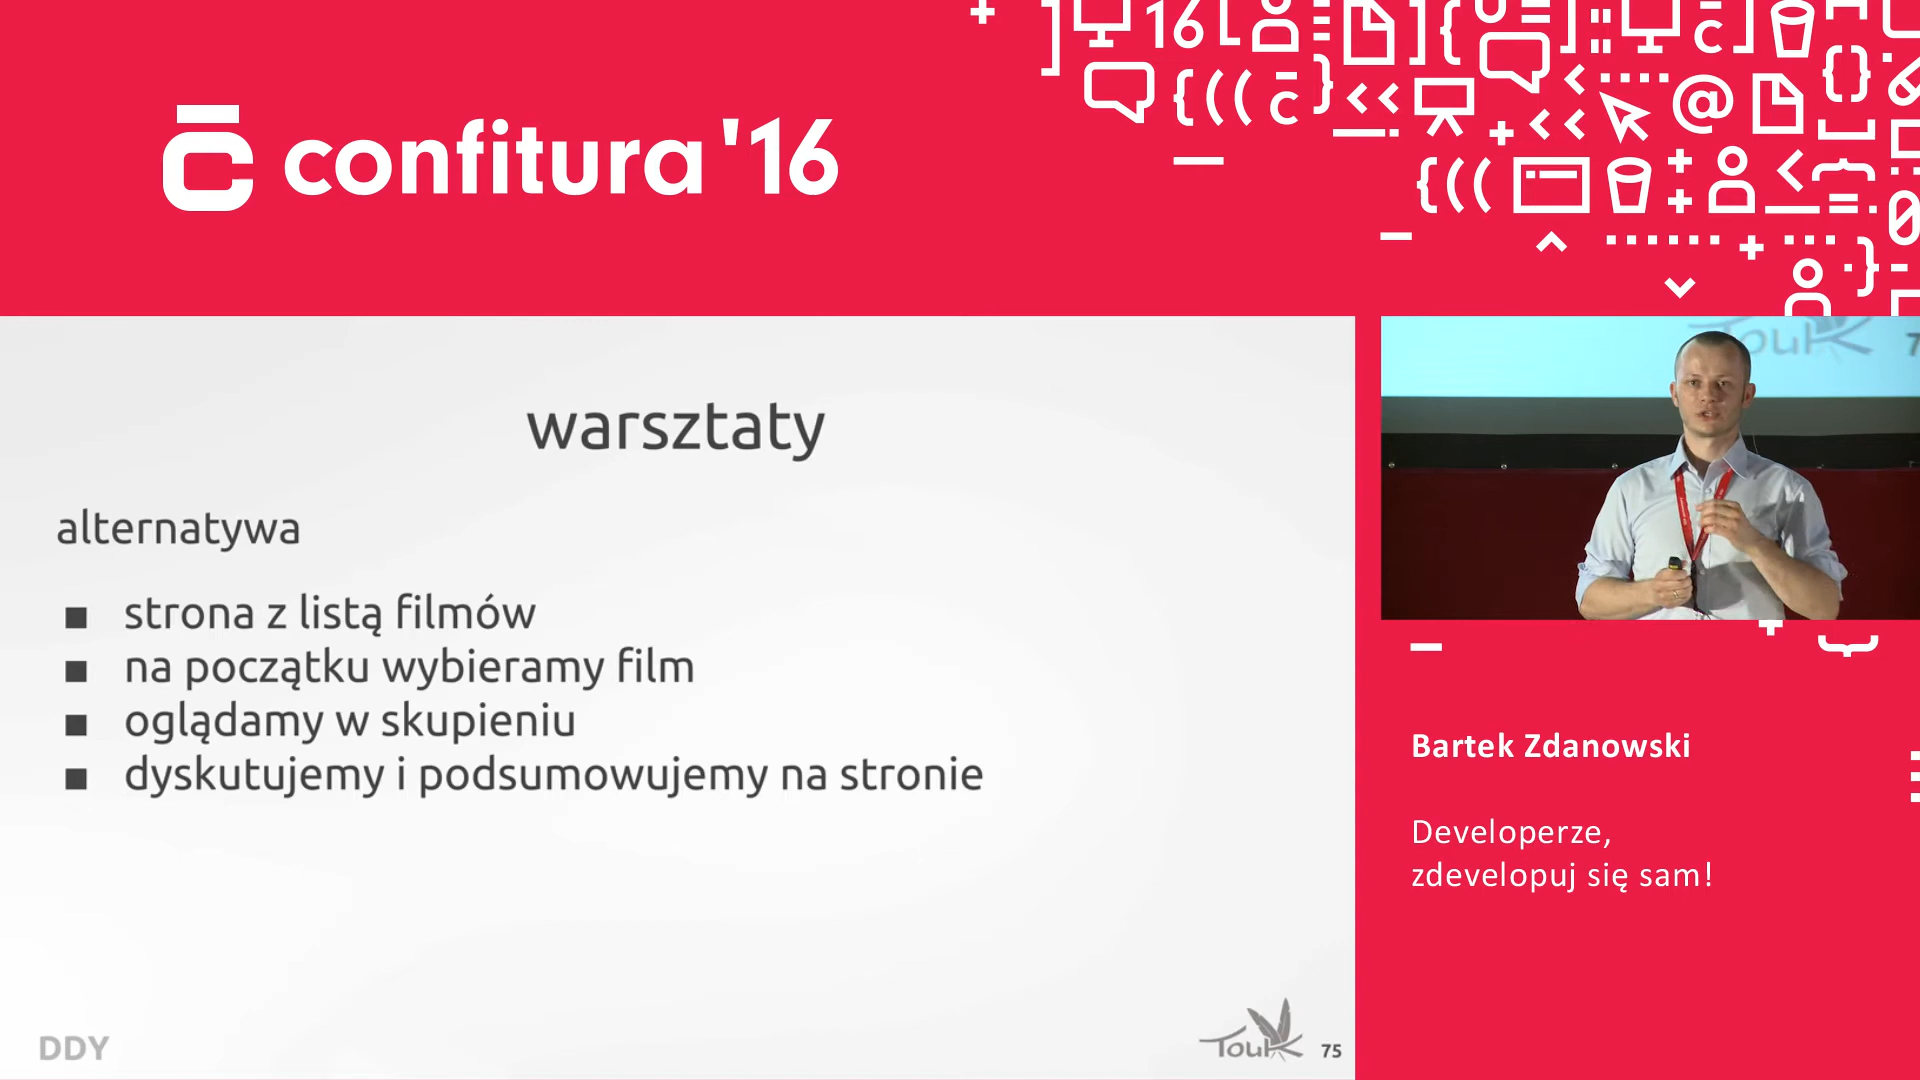 c confitura '16
warsztaty
alternatywa
■ strona z listą filmów
■ na początku wybieramy film
■ oglądamy w skupieniu
■ dyskutujemy i podsumowujemy na stronie
DDY
Touk
75
Bartek Zdanowski
Developerze,
zdevelopuj się sam!